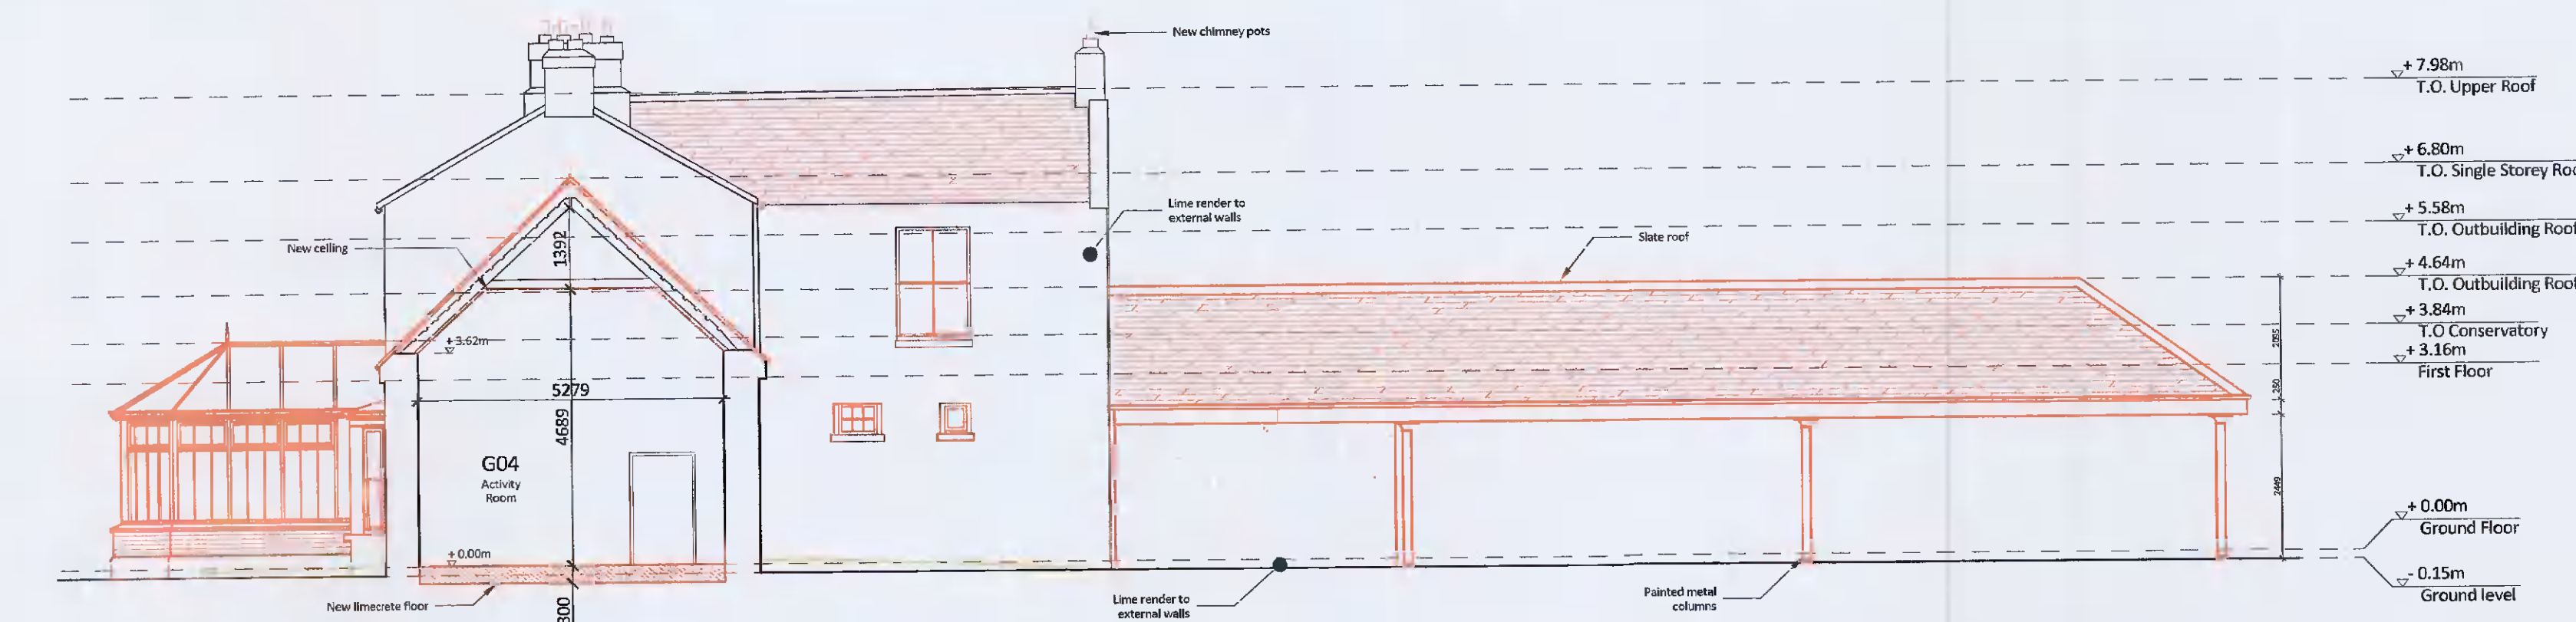 New chimney pots
+ 7.98m
T.O. Upper Roof
+ 6.80m
T.O. Single Storey Roo
Lime render to
external walls
+ 5.58m
T.O. Outbuilding Roof
New ceiling
1392
Slate roof
+ 4.64m
T.O. Outbuilding Roof
+ 3.84m
T.O Conservatory
+ 3.62m
+ 3.16m
First Floor
2095
250
5279
4689
G04
Activity
Room
2449
+ 0.00m
Ground Floor
+ 0.00m
- 0.15m
Ground level
New limecrete floor
300
Lime render to
external walls
Painted metal
columns